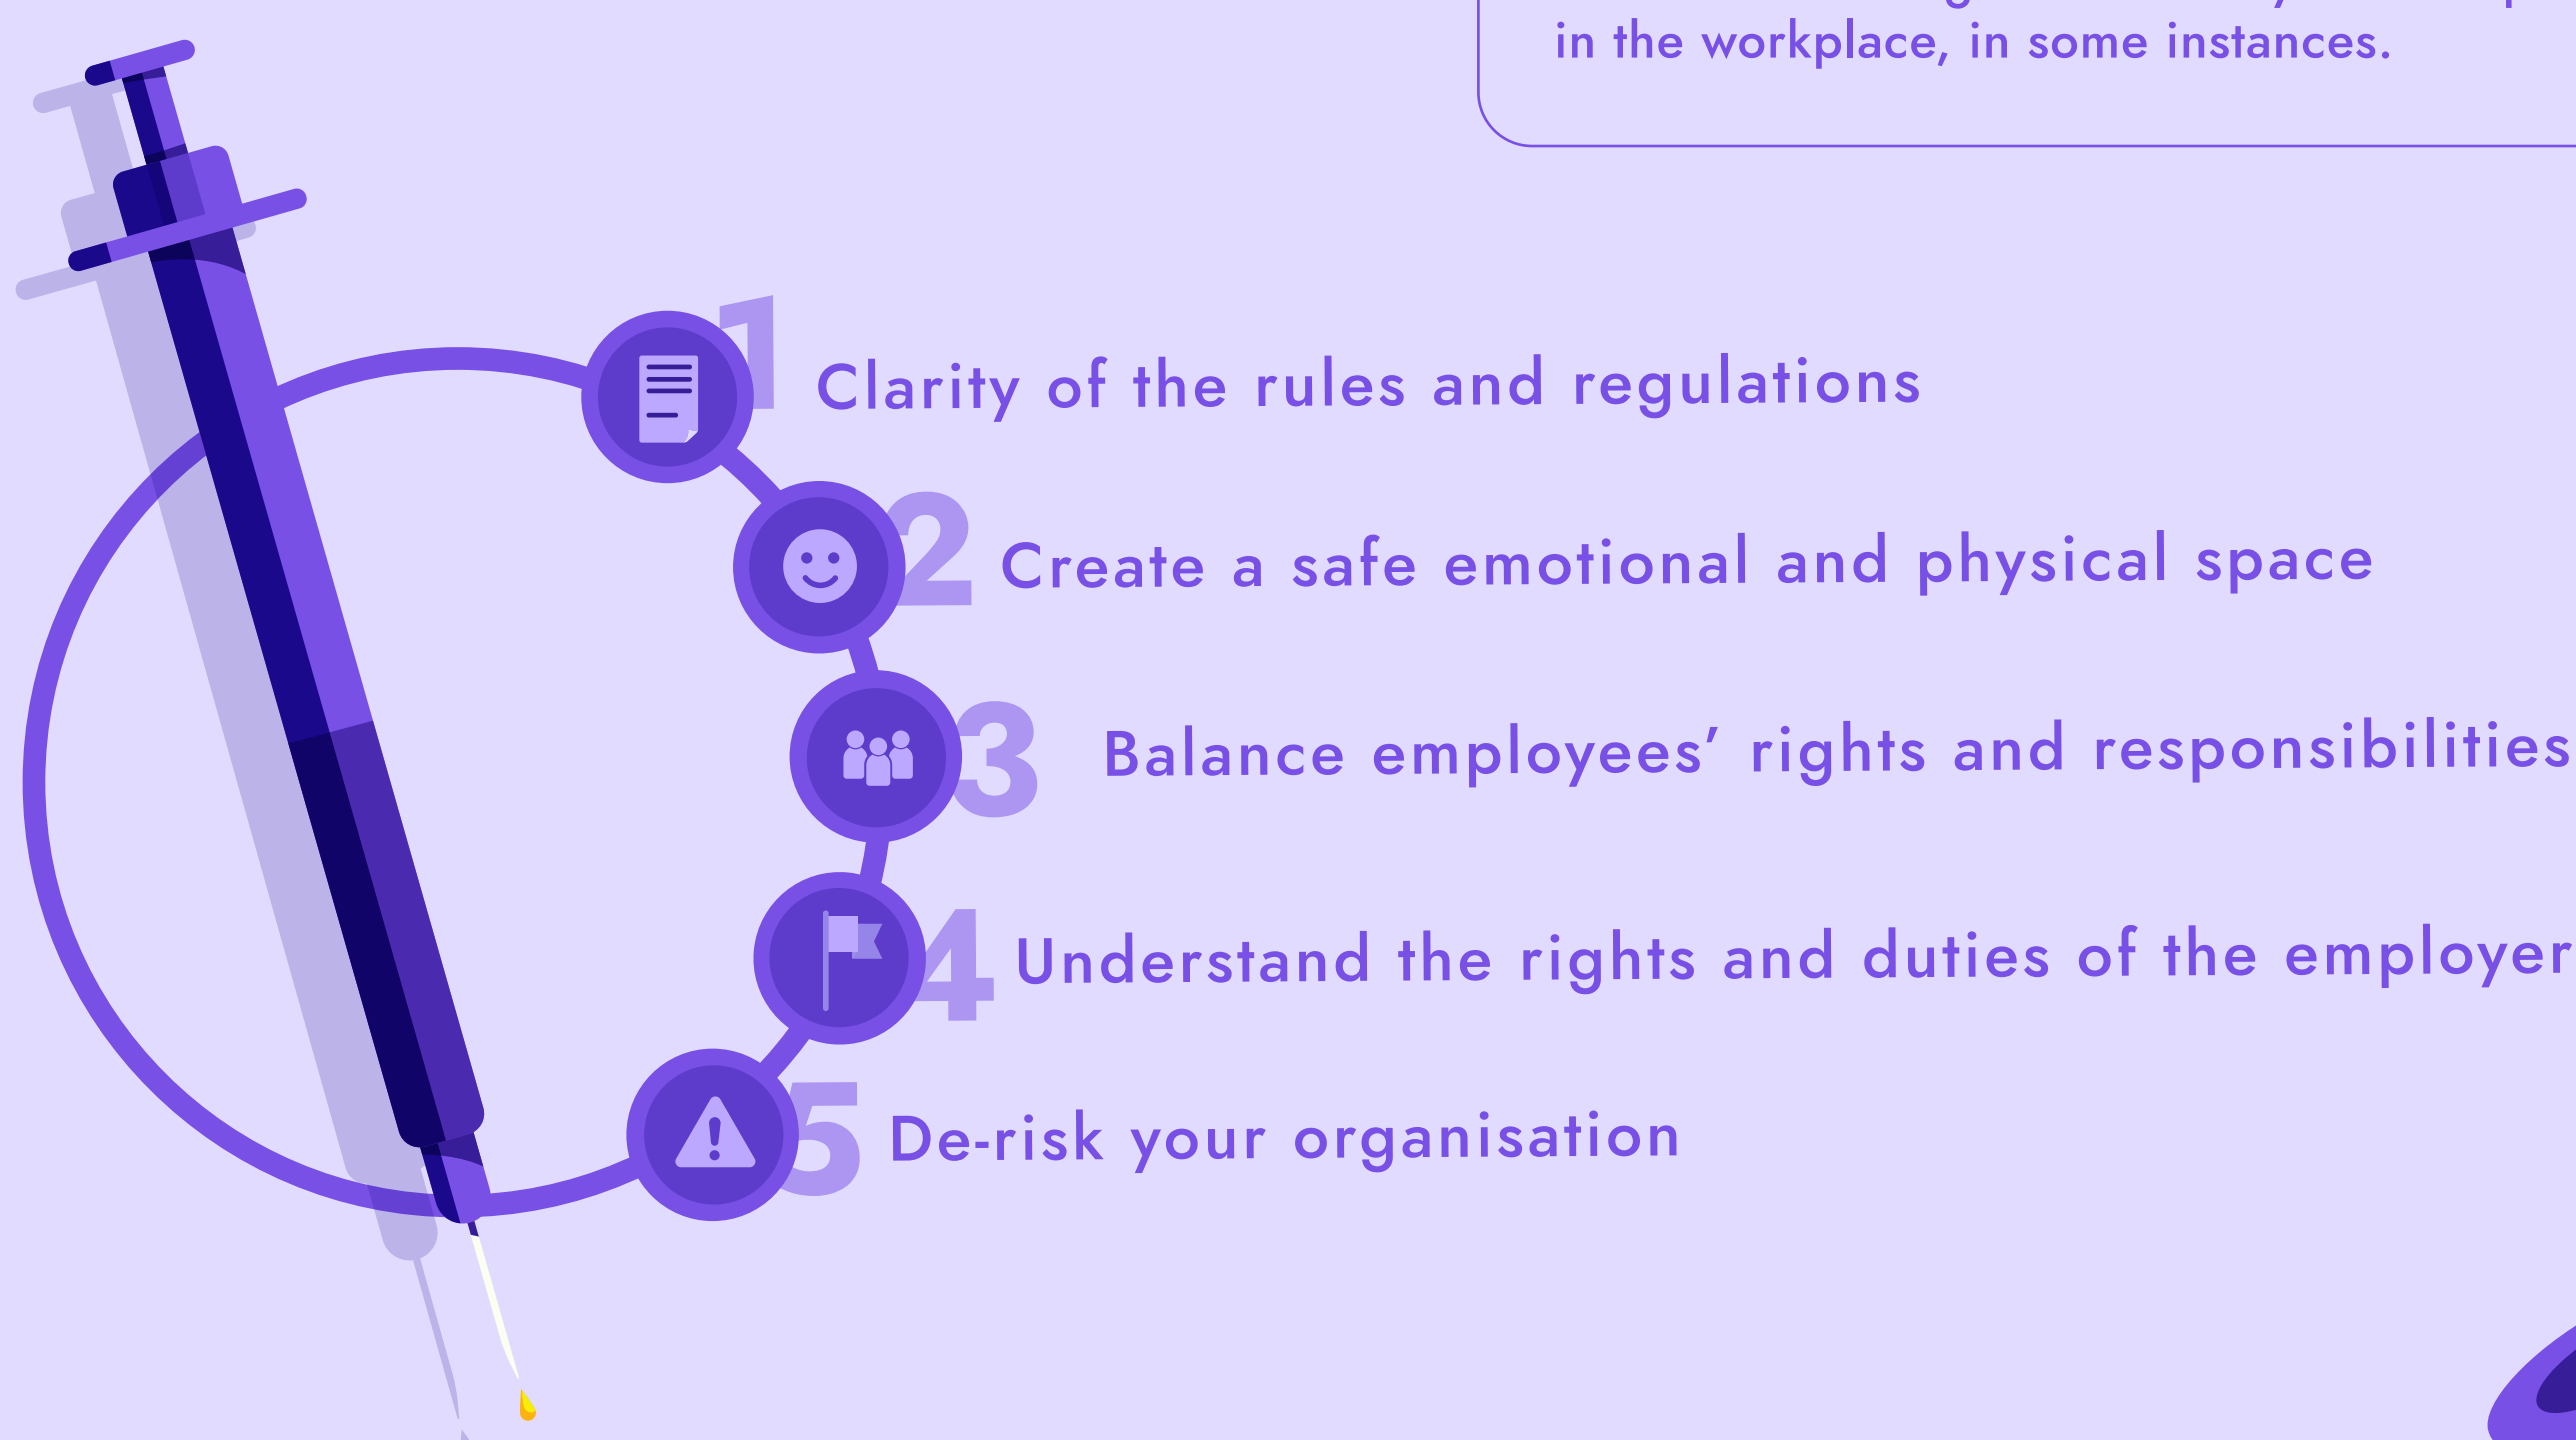 in the workplace, in some instances.
1 Clarity of the rules and regulations
2 Create a safe emotional and physical space
3 Balance employees’ rights and responsibilities
4 Understand the rights and duties of the employer
5 De-risk your organisation